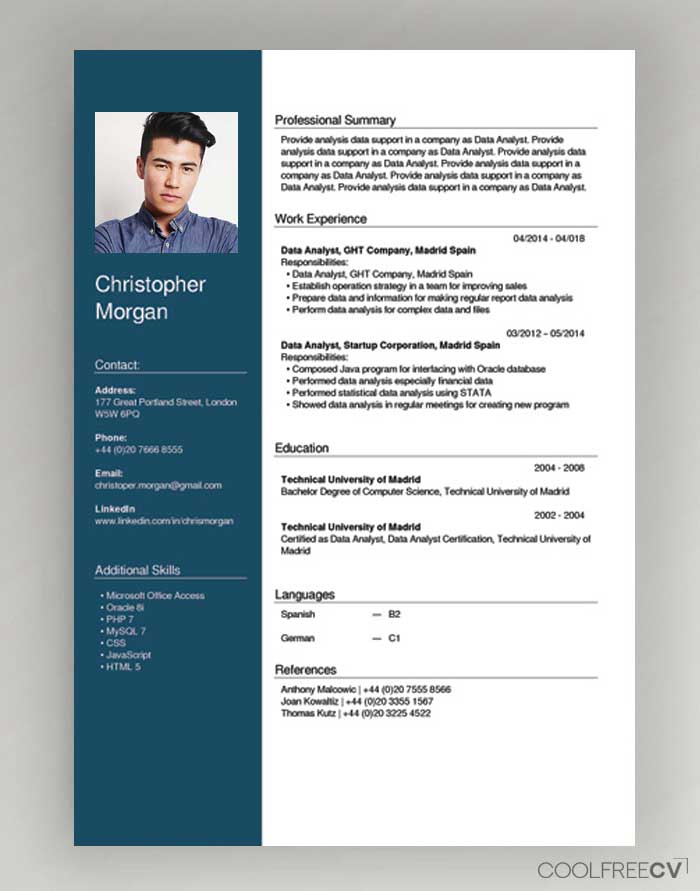 Christopher
Morgan
Contact:
Address:
177 Great Portland Street, London
W5W 6PQ
Phone:
+44 (0)20 7666 8555
Email:
christoper.morgan@gmail.com
LinkedIn
www.linkedin.com/in/chrismorgan
Additional Skills
• Microsoft Office Access
• Oracle 8i
• PHP 7
• MySQL 7
• CSS
• JavaScript
• HTML 5
Professional Summary
Provide analysis data support in a company as Data Analyst. Provide
analysis data support in a company as Data Analyst. Provide analysis data
support in a company as Data Analyst. Provide analysis data support in a
company as Data Analyst. Provide analysis data support in a company as
Data Analyst. Provide analysis data support in a company as Data Analyst.
Work Experience
04/2014 - 04/018
Data Analyst, GHT Company, Madrid Spain
Responsibilities:
• Data Analyst, GHT Company, Madrid Spain
• Establish operation strategy in a team for improving sales
• Prepare data and information for making regular report data analysis
• Perform data analysis for complex data and files
03/2012 – 05/2014
Data Analyst, Startup Corporation, Madrid Spain
Responsibilities:
• Composed Java program for interfacing with Oracle database
• Performed data analysis especially financial data
• Performed statistical data analysis using STATA
• Showed data analysis in regular meetings for creating new program
Education
2004 - 2008
Technical University of Madrid
Bachelor Degree of Computer Science, Technical University of Madrid
2002 - 2004
Technical University of Madrid
Certified as Data Analyst, Data Analyst Certification, Technical University of
Madrid
Languages
Spanish — B2
German — C1
References
Anthony Malcowic | +44 (0)20 7555 8566
Joan Kowaltiz | +44 (0)20 3355 1567
Thomas Kutz | +44 (0)20 3225 4522
COOLFREECV